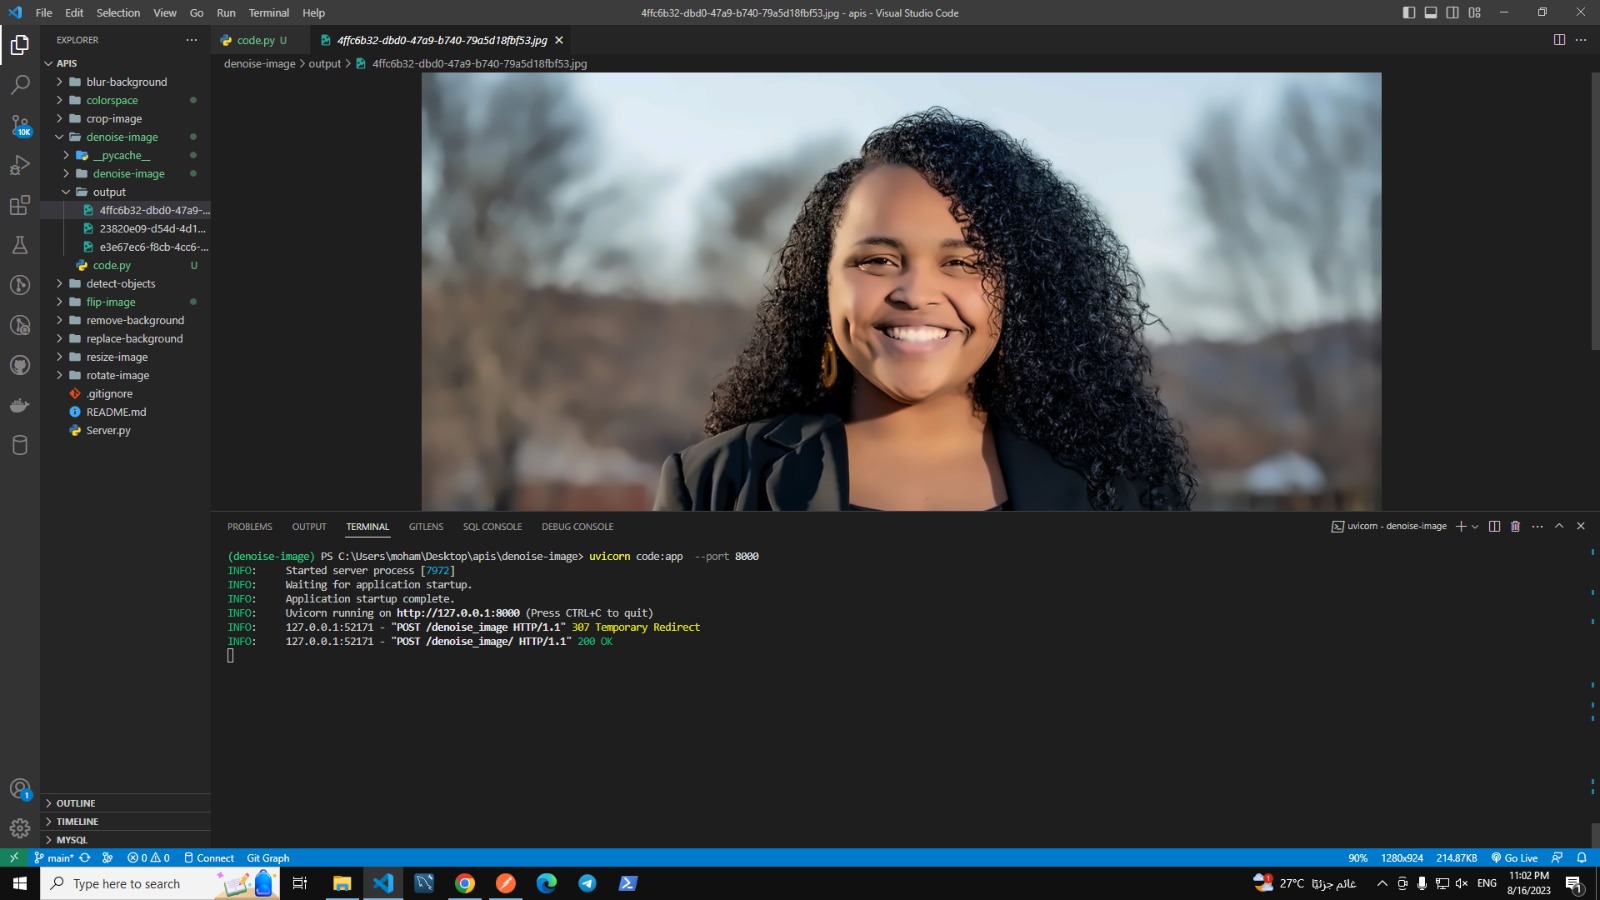 File Edit Selection View Go Run Terminal Help
4ffc6b32-dbd0-47a9-b740-79a5d18fbf53.jpg - apis - Visual Studio Code
EXPLORER
code.py U
4ffc6b32-dbd0-47a9-b740-79a5d18fbf53.jpg
denoise-image > output > 4ffc6b32-dbd0-47a9-b740-79a5d18fbf53.jpg
APIS
blur-background
colorspace
crop-image
denoise-image
__pycache__
denoise-image
output
4ffc6b32-dbd0-47a9-...
23820e09-d54d-4d1...
e3e67ec6-f8cb-4cc6-...
code.py U
detect-objects
flip-image
remove-background
replace-background
resize-image
rotate-image
.gitignore
README.md
Server.py
10K
1
OUTLINE
TIMELINE
MYSQL
PROBLEMS OUTPUT TERMINAL GITLENS SQL CONSOLE DEBUG CONSOLE
uvicorn - denoise-image
(denoise-image) PS C:\Users\moham\Desktop\apis\denoise-image> uvicorn code:app --port 8000
INFO: Started server process [7972]
INFO: Waiting for application startup.
INFO: Application startup complete.
INFO: Uvicorn running on http://127.0.0.1:8000 (Press CTRL+C to quit)
INFO: 127.0.0.1:52171 - "POST /denoise_image HTTP/1.1" 307 Temporary Redirect
INFO: 127.0.0.1:52171 - "POST /denoise_image/ HTTP/1.1" 200 OK
main* 0 0 Connect Git Graph
90% 1280x924 214.87KB Go Live
Type here to search
1 27°C غائم جزئيًا ENG
11:02 PM
8/16/2023
1